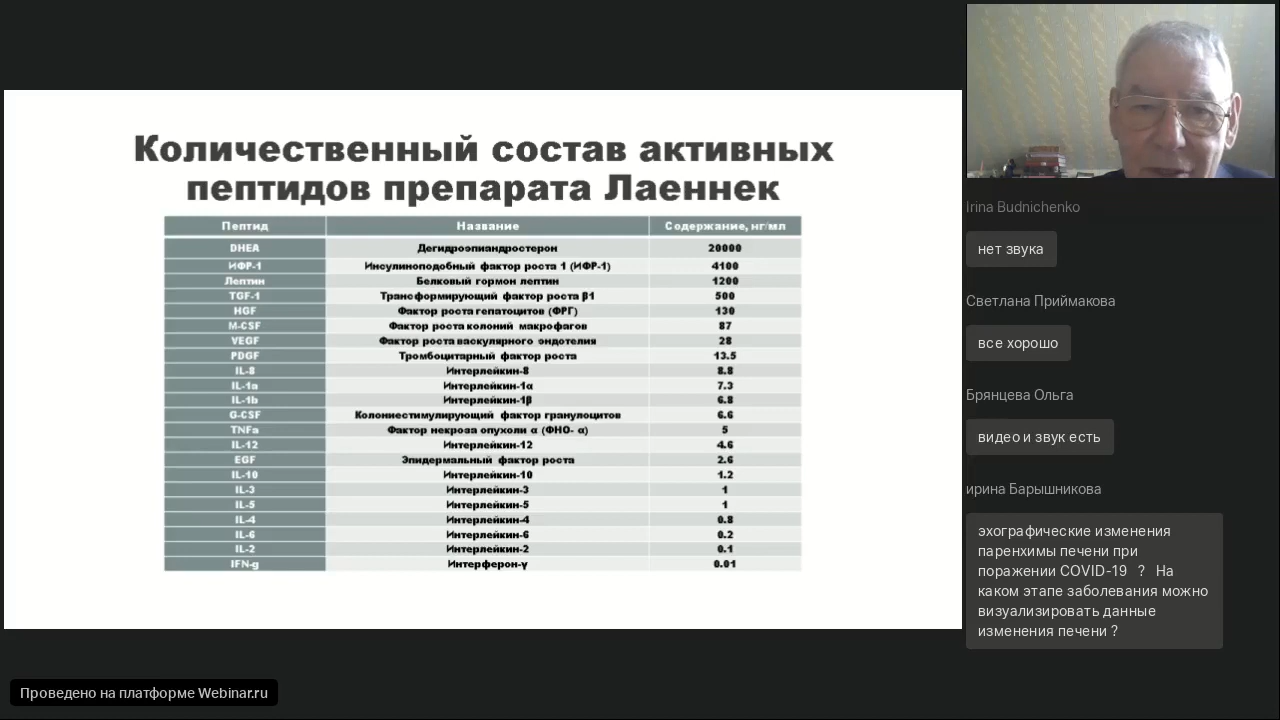 Количественный состав активных
пептидов препарата Лаеннек
Пептид Название Содержание, нг/мл
DHEA Дегидроэпиандростерон 20000
ИФР-1 Инсулиноподобный фактор роста 1 (ИФР-1) 4100
Лептин Белковый гормон лептин 1200
TGF-1 Трансформирующий фактор роста β1 500
HGF Фактор роста гепатоцитов (ФРГ) 130
M-CSF Фактор роста колоний макрофагов 87
VEGF Фактор роста васкулярного эндотелия 28
PDGF Тромбоцитарный фактор роста 13.5
IL-8 Интерлейкин-8 8.8
IL-1a Интерлейкин-1α 7.3
IL-1b Интерлейкин-1β 6.8
G-CSF Колониестимулирующий фактор гранулоцитов 6.6
TNFa Фактор некроза опухоли α (ФНО- α) 5
IL-12 Интерлейкин-12 4.6
EGF Эпидермальный фактор роста 2.6
IL-10 Интерлейкин-10 1.2
IL-3 Интерлейкин-3 1
IL-5 Интерлейкин-5 1
IL-4 Интерлейкин-4 0.8
IL-6 Интерлейкин-6 0.2
IL-2 Интерлейкин-2 0.1
IFN-g Интерферон-γ 0.01
Irina Budnichenko
нет звука
Светлана Приймакова
все хорошо
Брянцева Ольга
видео и звук есть
ирина Барышникова
эхографические изменения
паренхимы печени при
поражении COVID-19 ? На
каком этапе заболевания можно
визуализировать данные
изменения печени ?
Проведено на платформе Webinar.ru